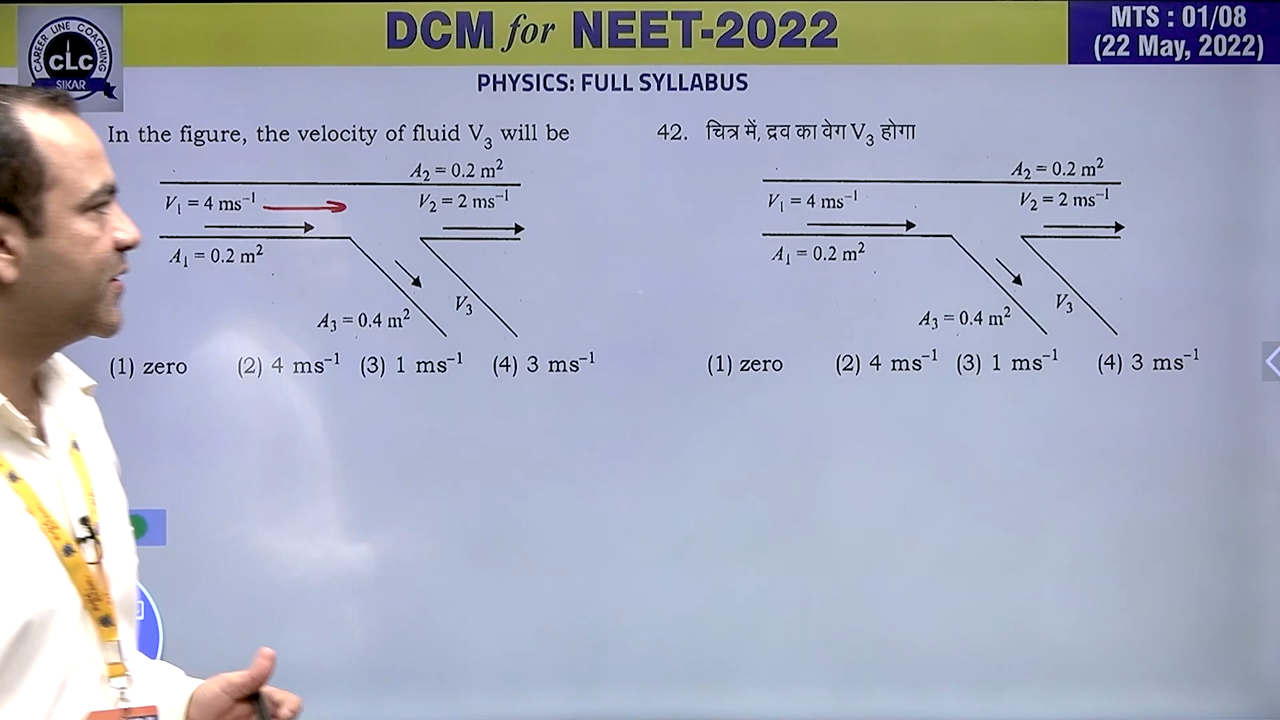 CAREER LINE COACHING
CLC
SIKAR
DCM for NEET-2022
MTS : 01/08
(22 May, 2022)
PHYSICS: FULL SYLLABUS
In the figure, the velocity of fluid V₃ will be
A₂ = 0.2 m²
V₁ = 4 ms⁻¹
V₂ = 2 ms⁻¹
A₁ = 0.2 m²
V₃
A₃ = 0.4 m²
(1) zero (2) 4 ms⁻¹ (3) 1 ms⁻¹ (4) 3 ms⁻¹
42. चित्र में, द्रव का वेग V₃ होगा
A₂ = 0.2 m²
V₁ = 4 ms⁻¹
V₂ = 2 ms⁻¹
A₁ = 0.2 m²
V₃
A₃ = 0.4 m²
(1) zero (2) 4 ms⁻¹ (3) 1 ms⁻¹ (4) 3 ms⁻¹